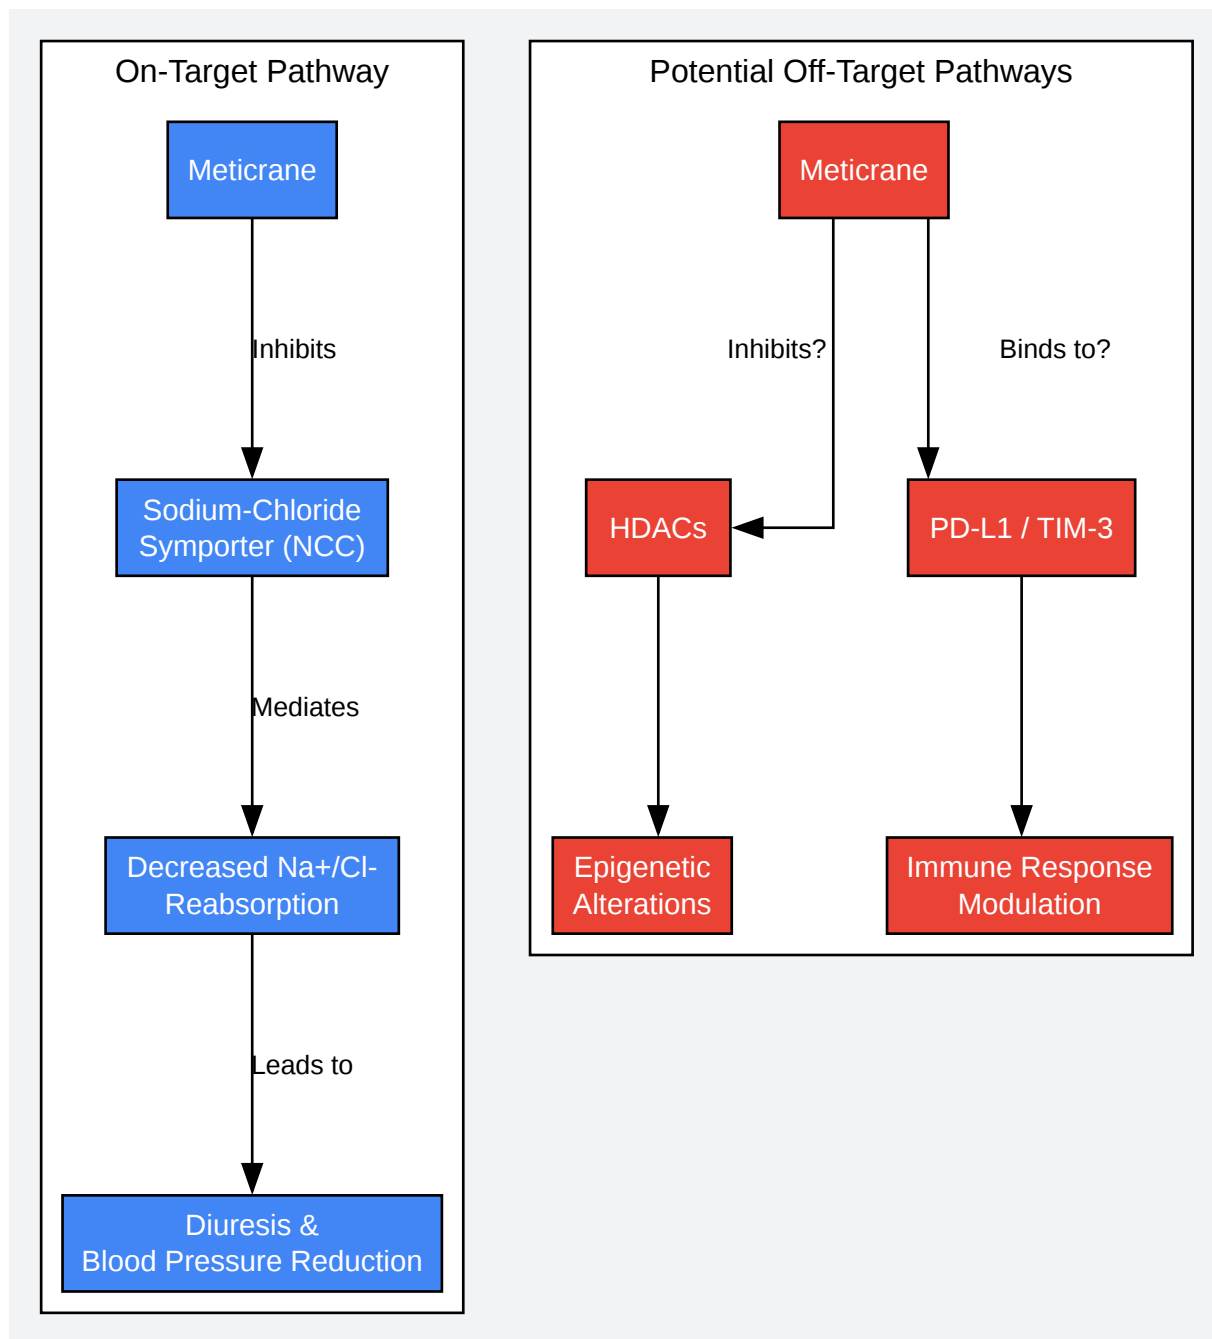 On-Target Pathway
Meticrane
Inhibits
Sodium-Chloride
Symporter (NCC)
Mediates
Decreased Na+/Cl-
Reabsorption
Leads to
Diuresis &
Blood Pressure Reduction
Potential Off-Target Pathways
Meticrane
Inhibits?
Binds to?
HDACs
PD-L1 / TIM-3
Epigenetic
Alterations
Immune Response
Modulation